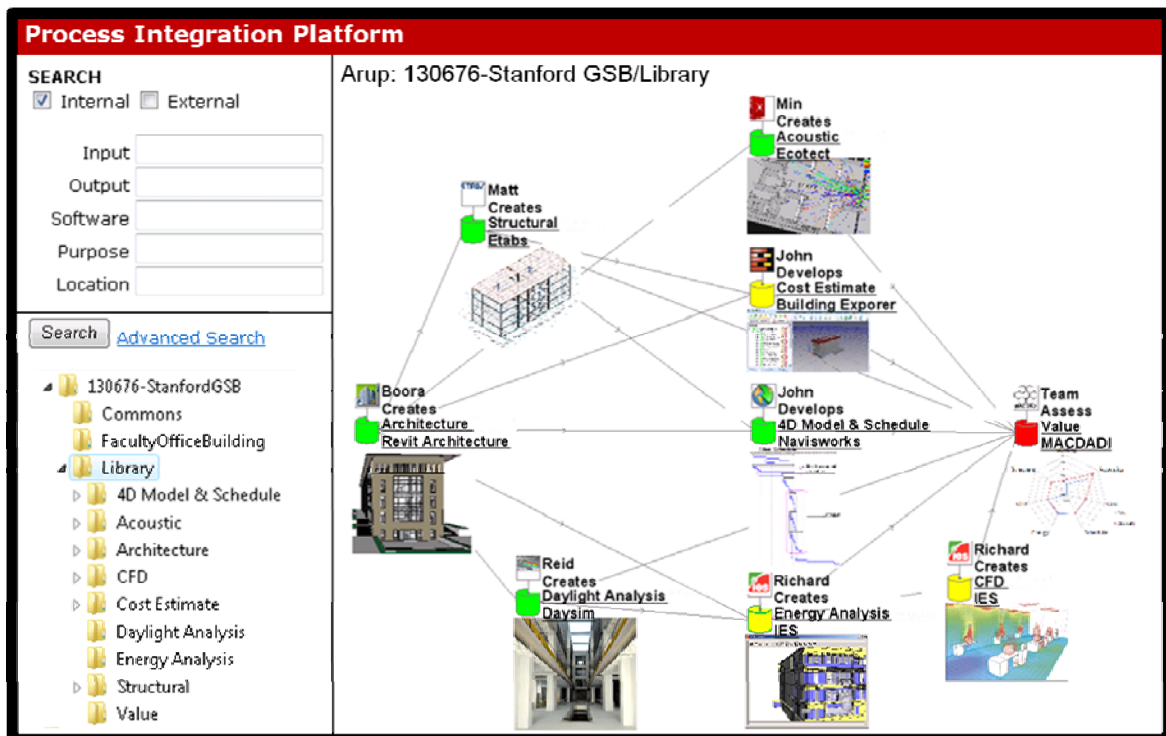 Process Integration Platform
SEARCH
Internal External
Input
Output
Software
Purpose
Location
Search Advanced Search
130676-StanfordGSB
Commons
FacultyOfficeBuilding
Library
4D Model & Schedule
Acoustic
Architecture
CFD
Cost Estimate
Daylight Analysis
Energy Analysis
Structural
Value
Arup: 130676-Stanford GSB/Library
Min
Creates
Acoustic
Ecotect
Matt
Creates
Structural
Etabs
John
Develops
Cost Estimate
Building Exporer
Boora
Creates
Architecture
Revit Architecture
John
Develops
4D Model & Schedule
Navisworks
Team
Assess
Value
MACDADI
Reid
Creates
Daylight Analysis
Daysim
Richard
Creates
Energy Analysis
IES
Richard
Creates
CFD
IES